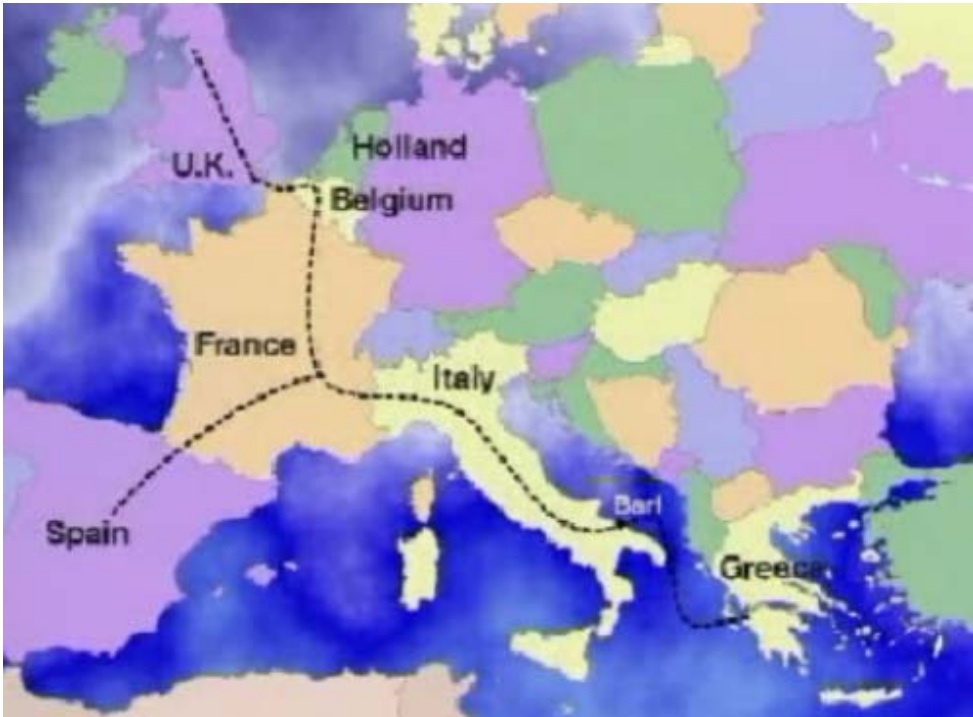 Holland
U.K.
Belgium
France
Italy
Bari
Spain
Greece